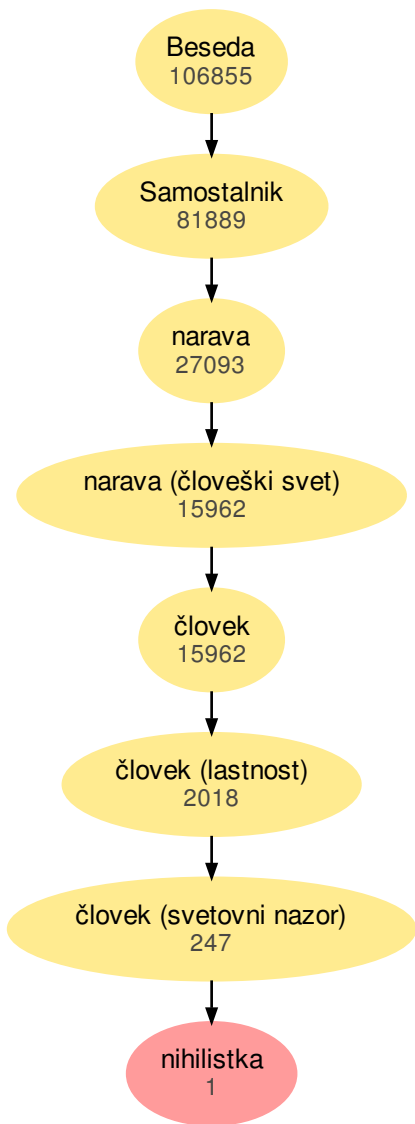 Beseda
106855
Samostalnik
81889
narava
27093
narava (človeški svet)
15962
človek
15962
človek (lastnost)
2018
človek (svetovni nazor)
247
nihilistka
1